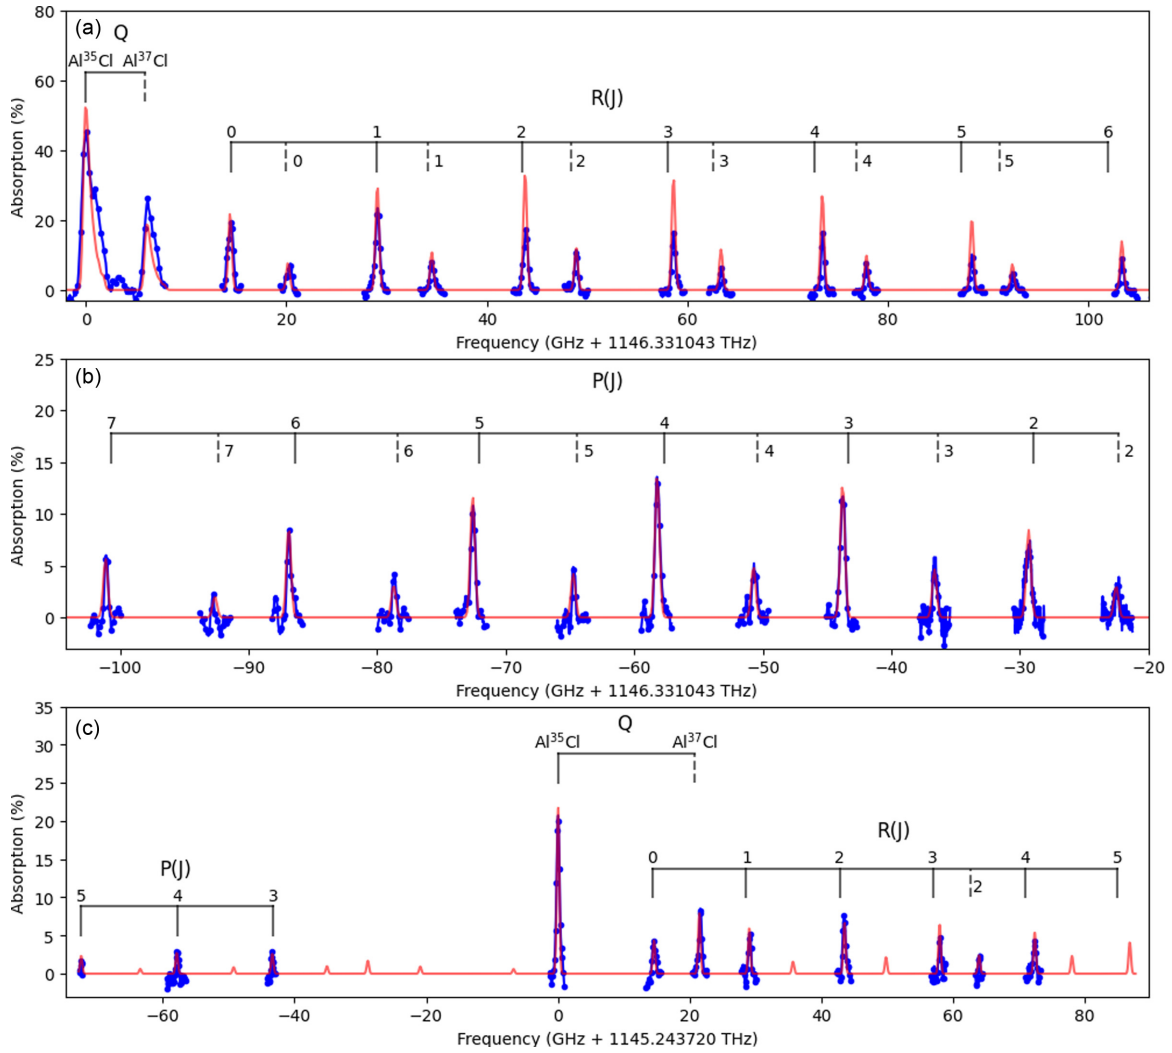 (a)
Q
Al³⁵Cl Al³⁷Cl
R(J)
0 1 2 3 4 5 6
0 1 2 3 4 5
80
60
40
20
0
Absorption (%)
0 20 40 60 80 100
Frequency (GHz + 1146.331043 THz)
(b)
P(J)
7 6 5 4 3 2
7 6 5 4 3 2
25
20
15
10
5
0
Absorption (%)
−100 −90 −80 −70 −60 −50 −40 −30 −20
Frequency (GHz + 1146.331043 THz)
(c)
Q
Al³⁵Cl Al³⁷Cl
R(J)
0 1 2 3 4 5
2
P(J)
5 4 3
35
30
25
20
15
10
5
0
Absorption (%)
−60 −40 −20 0 20 40 60 80
Frequency (GHz + 1145.243720 THz)